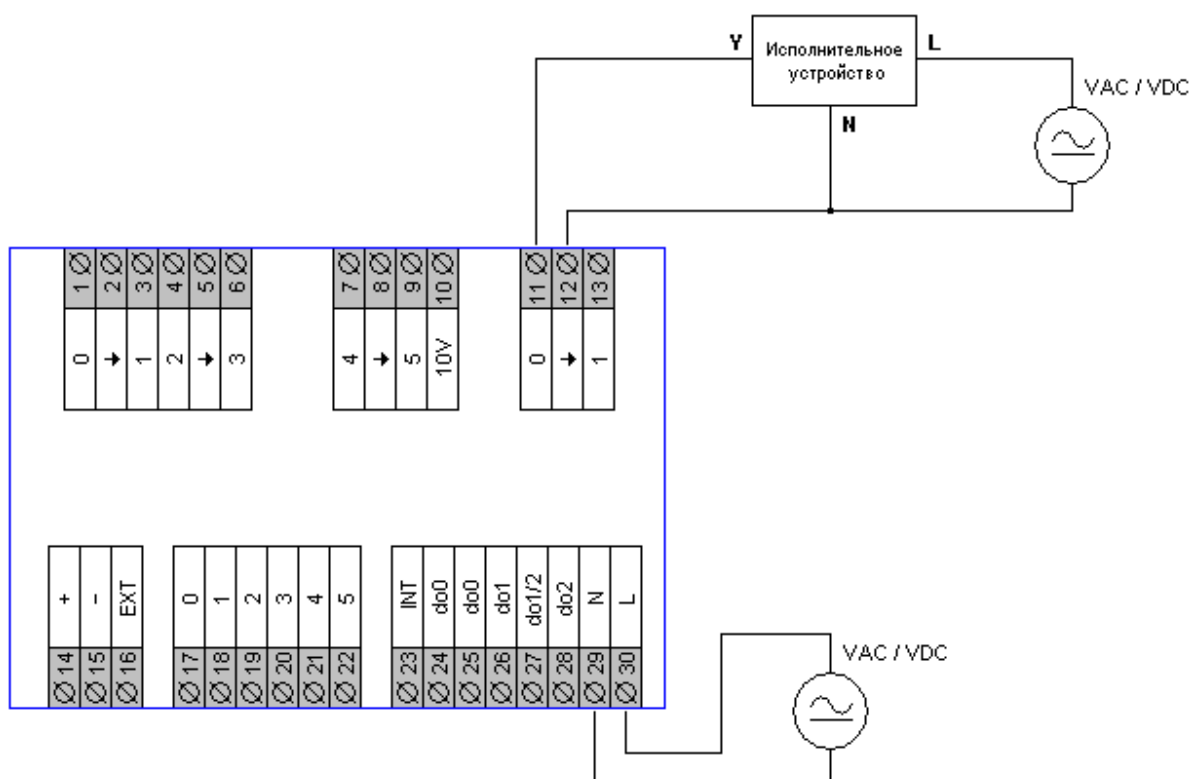 Y
Исполнительное
устройство
L
VAC / VDC
N
1 2 3 4 5 6
7 8 9 10
11 12 13
0 1 2 3
4 5 10V
0 1
+ - EXT
0 1 2 3 4 5
INT do0 do0 do1 do1/2 do2 N L
14 15 16
17 18 19 20 21 22
23 24 25 26 27 28 29 30
VAC / VDC